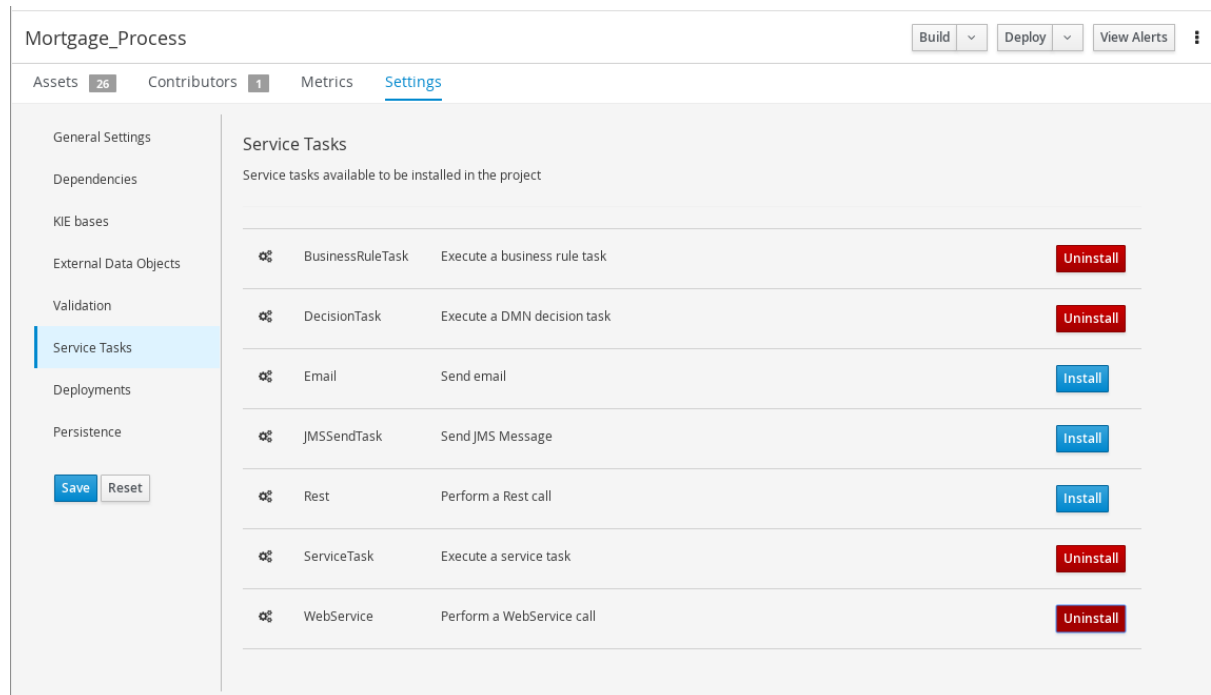 Mortgage_Process
Build Deploy View Alerts
Assets 26 Contributors 1 Metrics Settings
General Settings
Dependencies
KIE bases
External Data Objects
Validation
Service Tasks
Deployments
Persistence
Save Reset
Service Tasks
Service tasks available to be installed in the project
BusinessRuleTask Execute a business rule task Uninstall
DecisionTask Execute a DMN decision task Uninstall
Email Send email Install
JMSSendTask Send JMS Message Install
Rest Perform a Rest call Install
ServiceTask Execute a service task Uninstall
WebService Perform a WebService call Uninstall